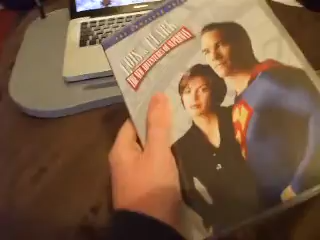 LOIS & CLARK
THE NEW ADVENTURES OF SUPERMAN